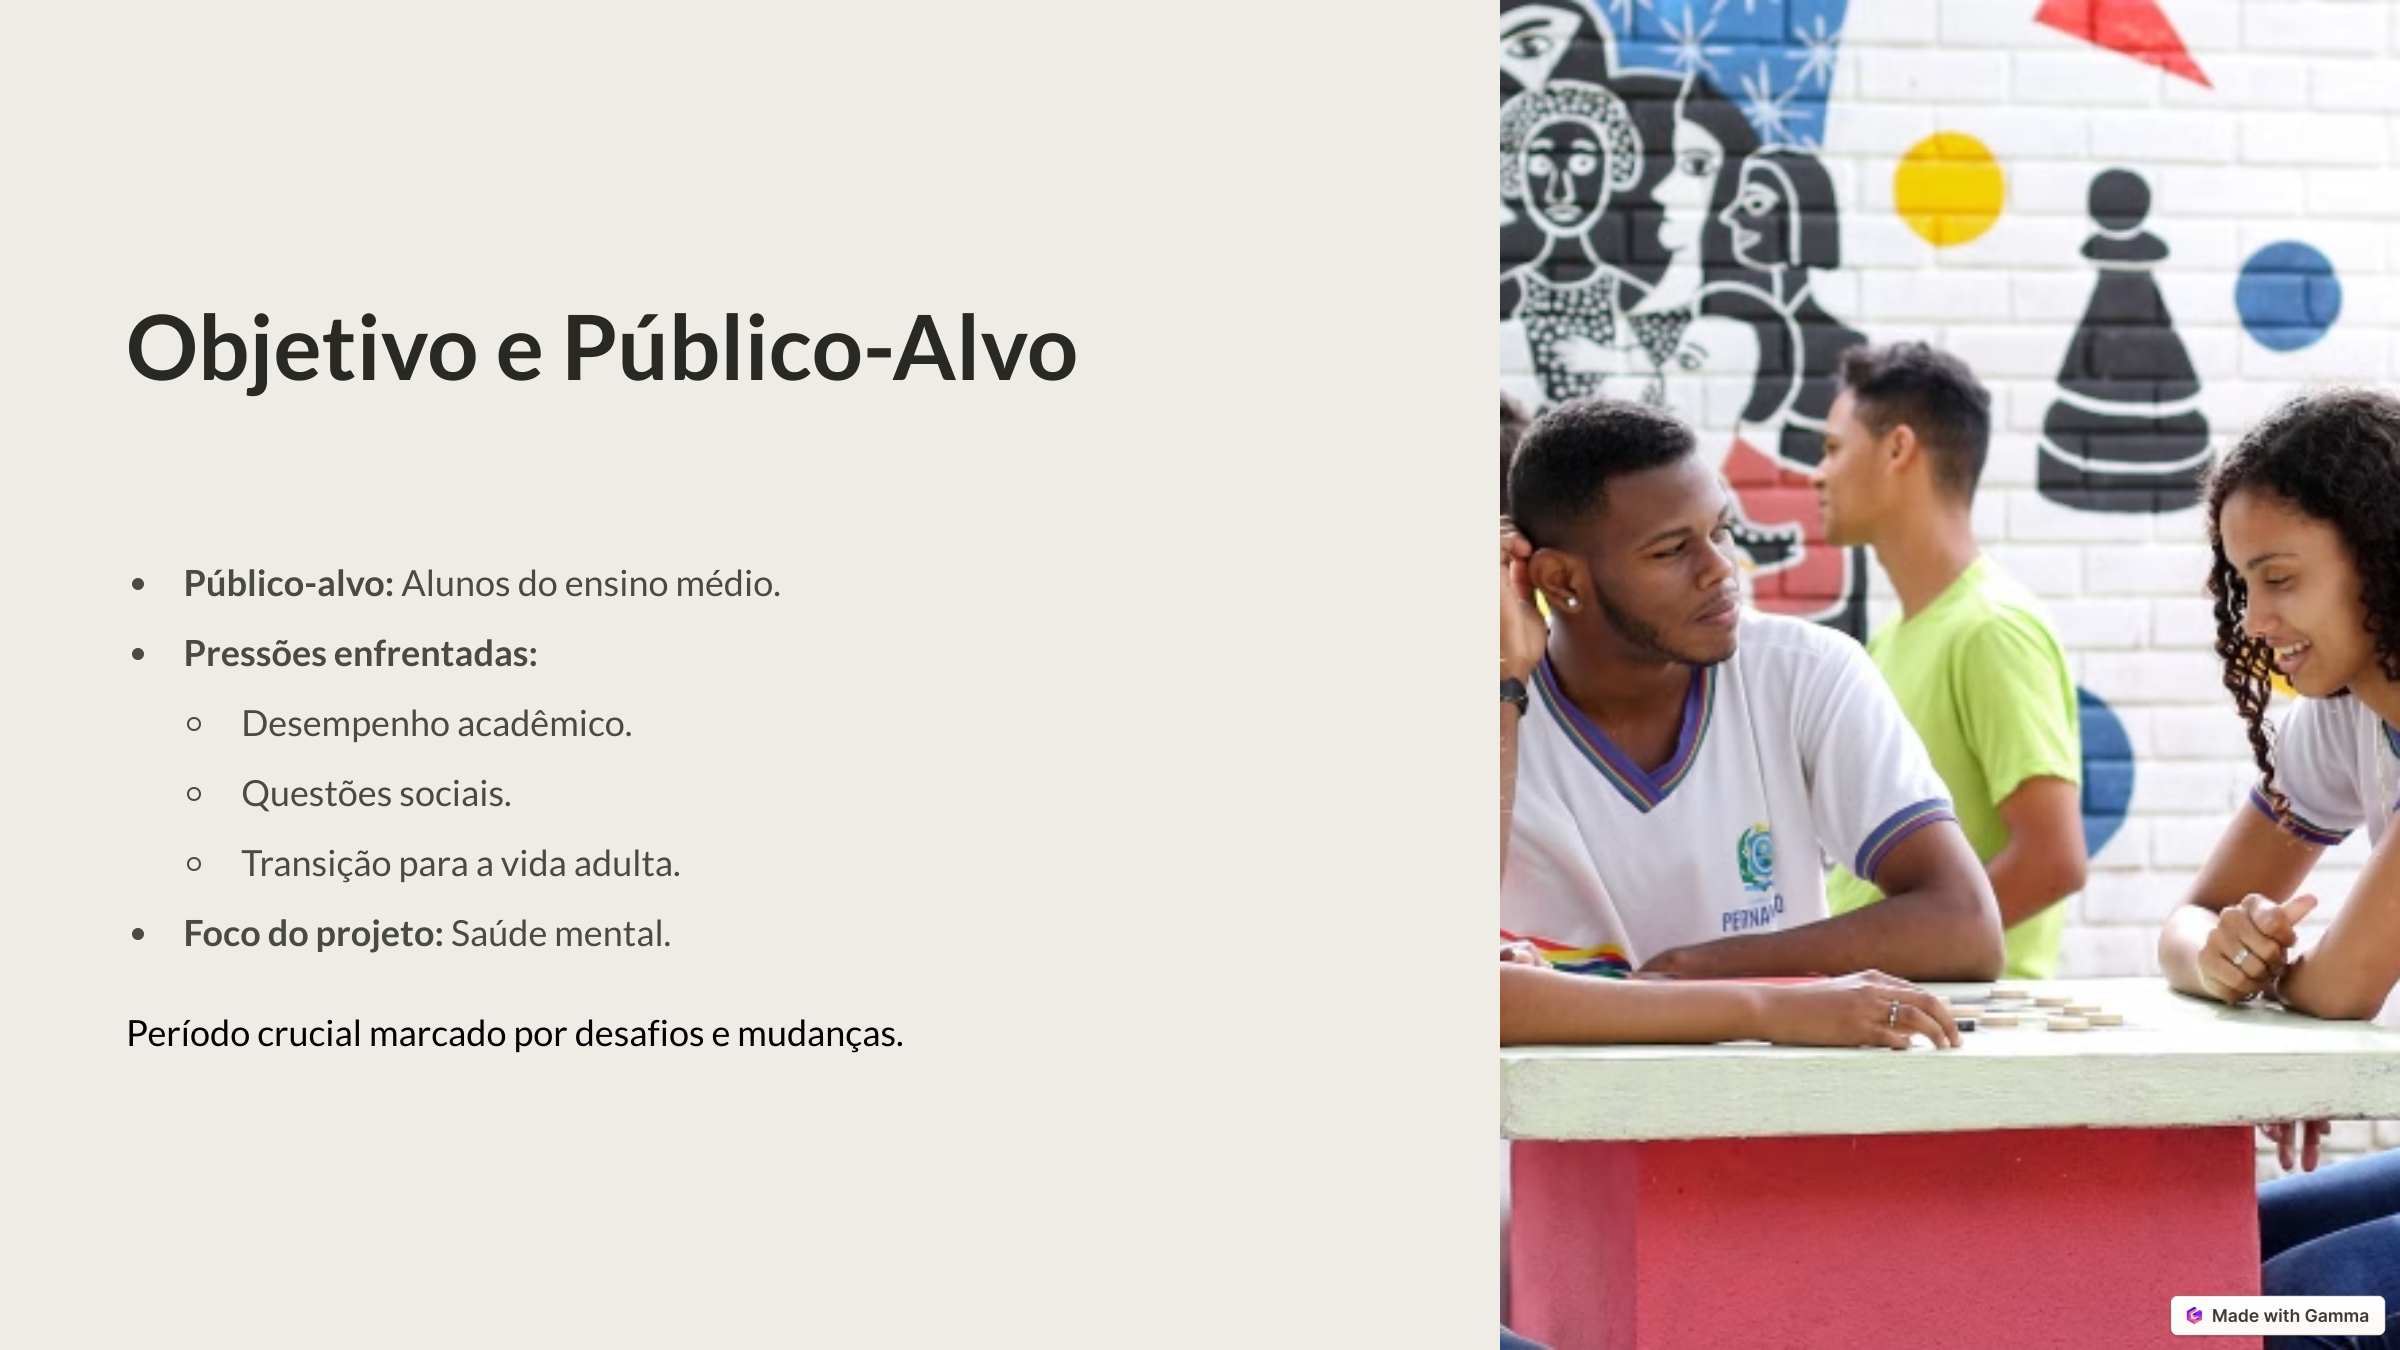 Objetivo e Público-Alvo
• Público-alvo: Alunos do ensino médio.
• Pressões enfrentadas:
○ Desempenho acadêmico.
○ Questões sociais.
○ Transição para a vida adulta.
• Foco do projeto: Saúde mental.
Período crucial marcado por desafios e mudanças.
Made with Gamma